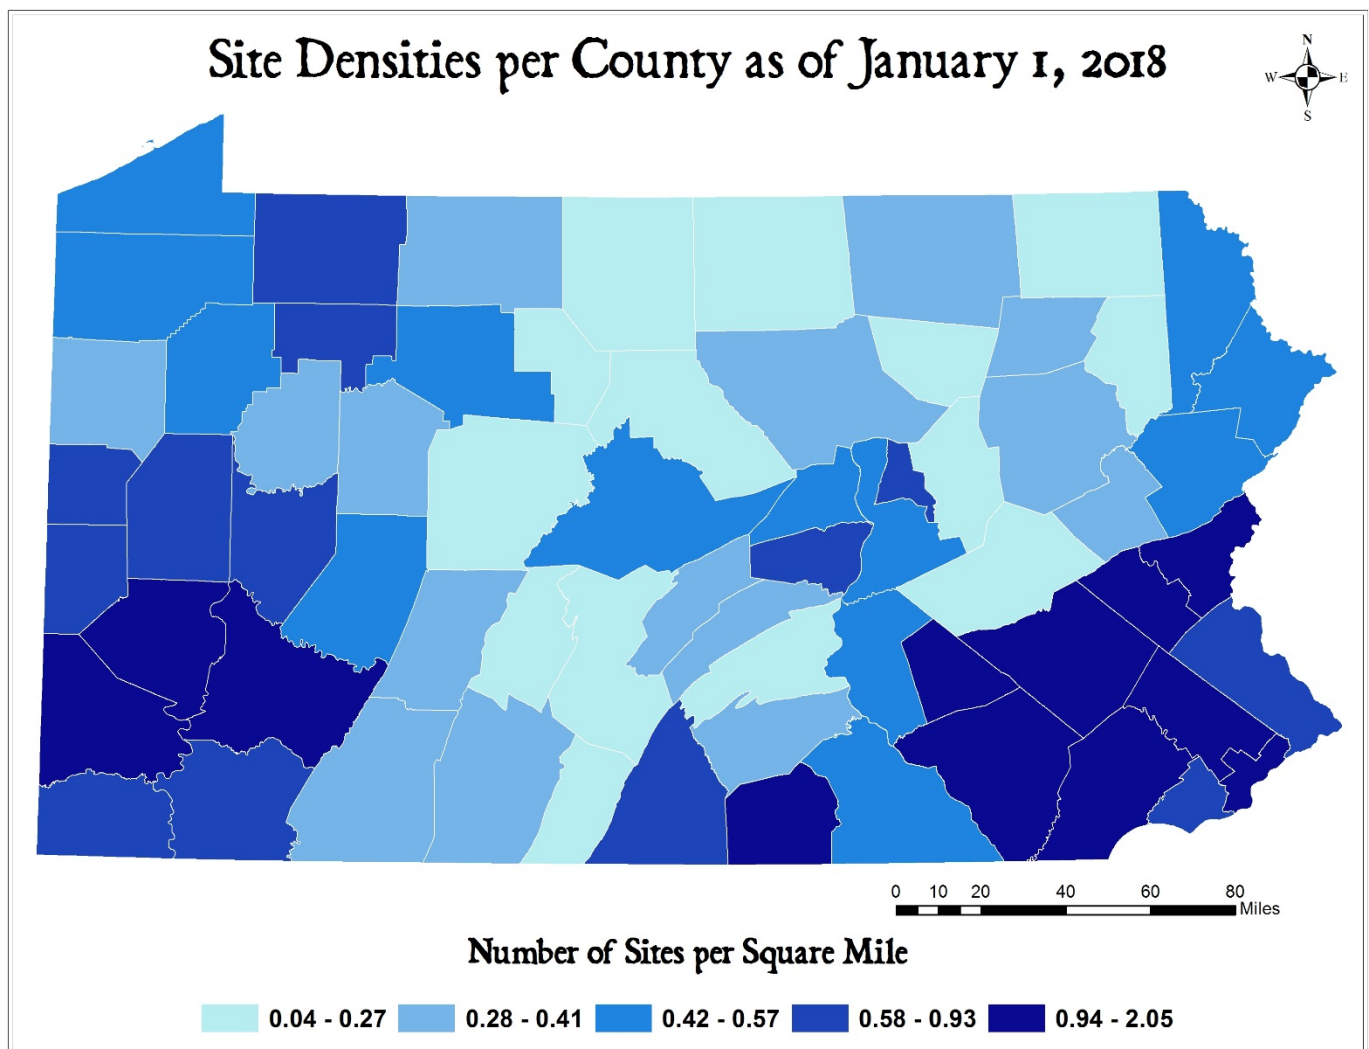 Site Densities per County as of January 1, 2018
N
W E
S
0 10 20 40 60 80
Miles
Number of Sites per Square Mile
0.04 - 0.27 0.28 - 0.41 0.42 - 0.57 0.58 - 0.93 0.94 - 2.05